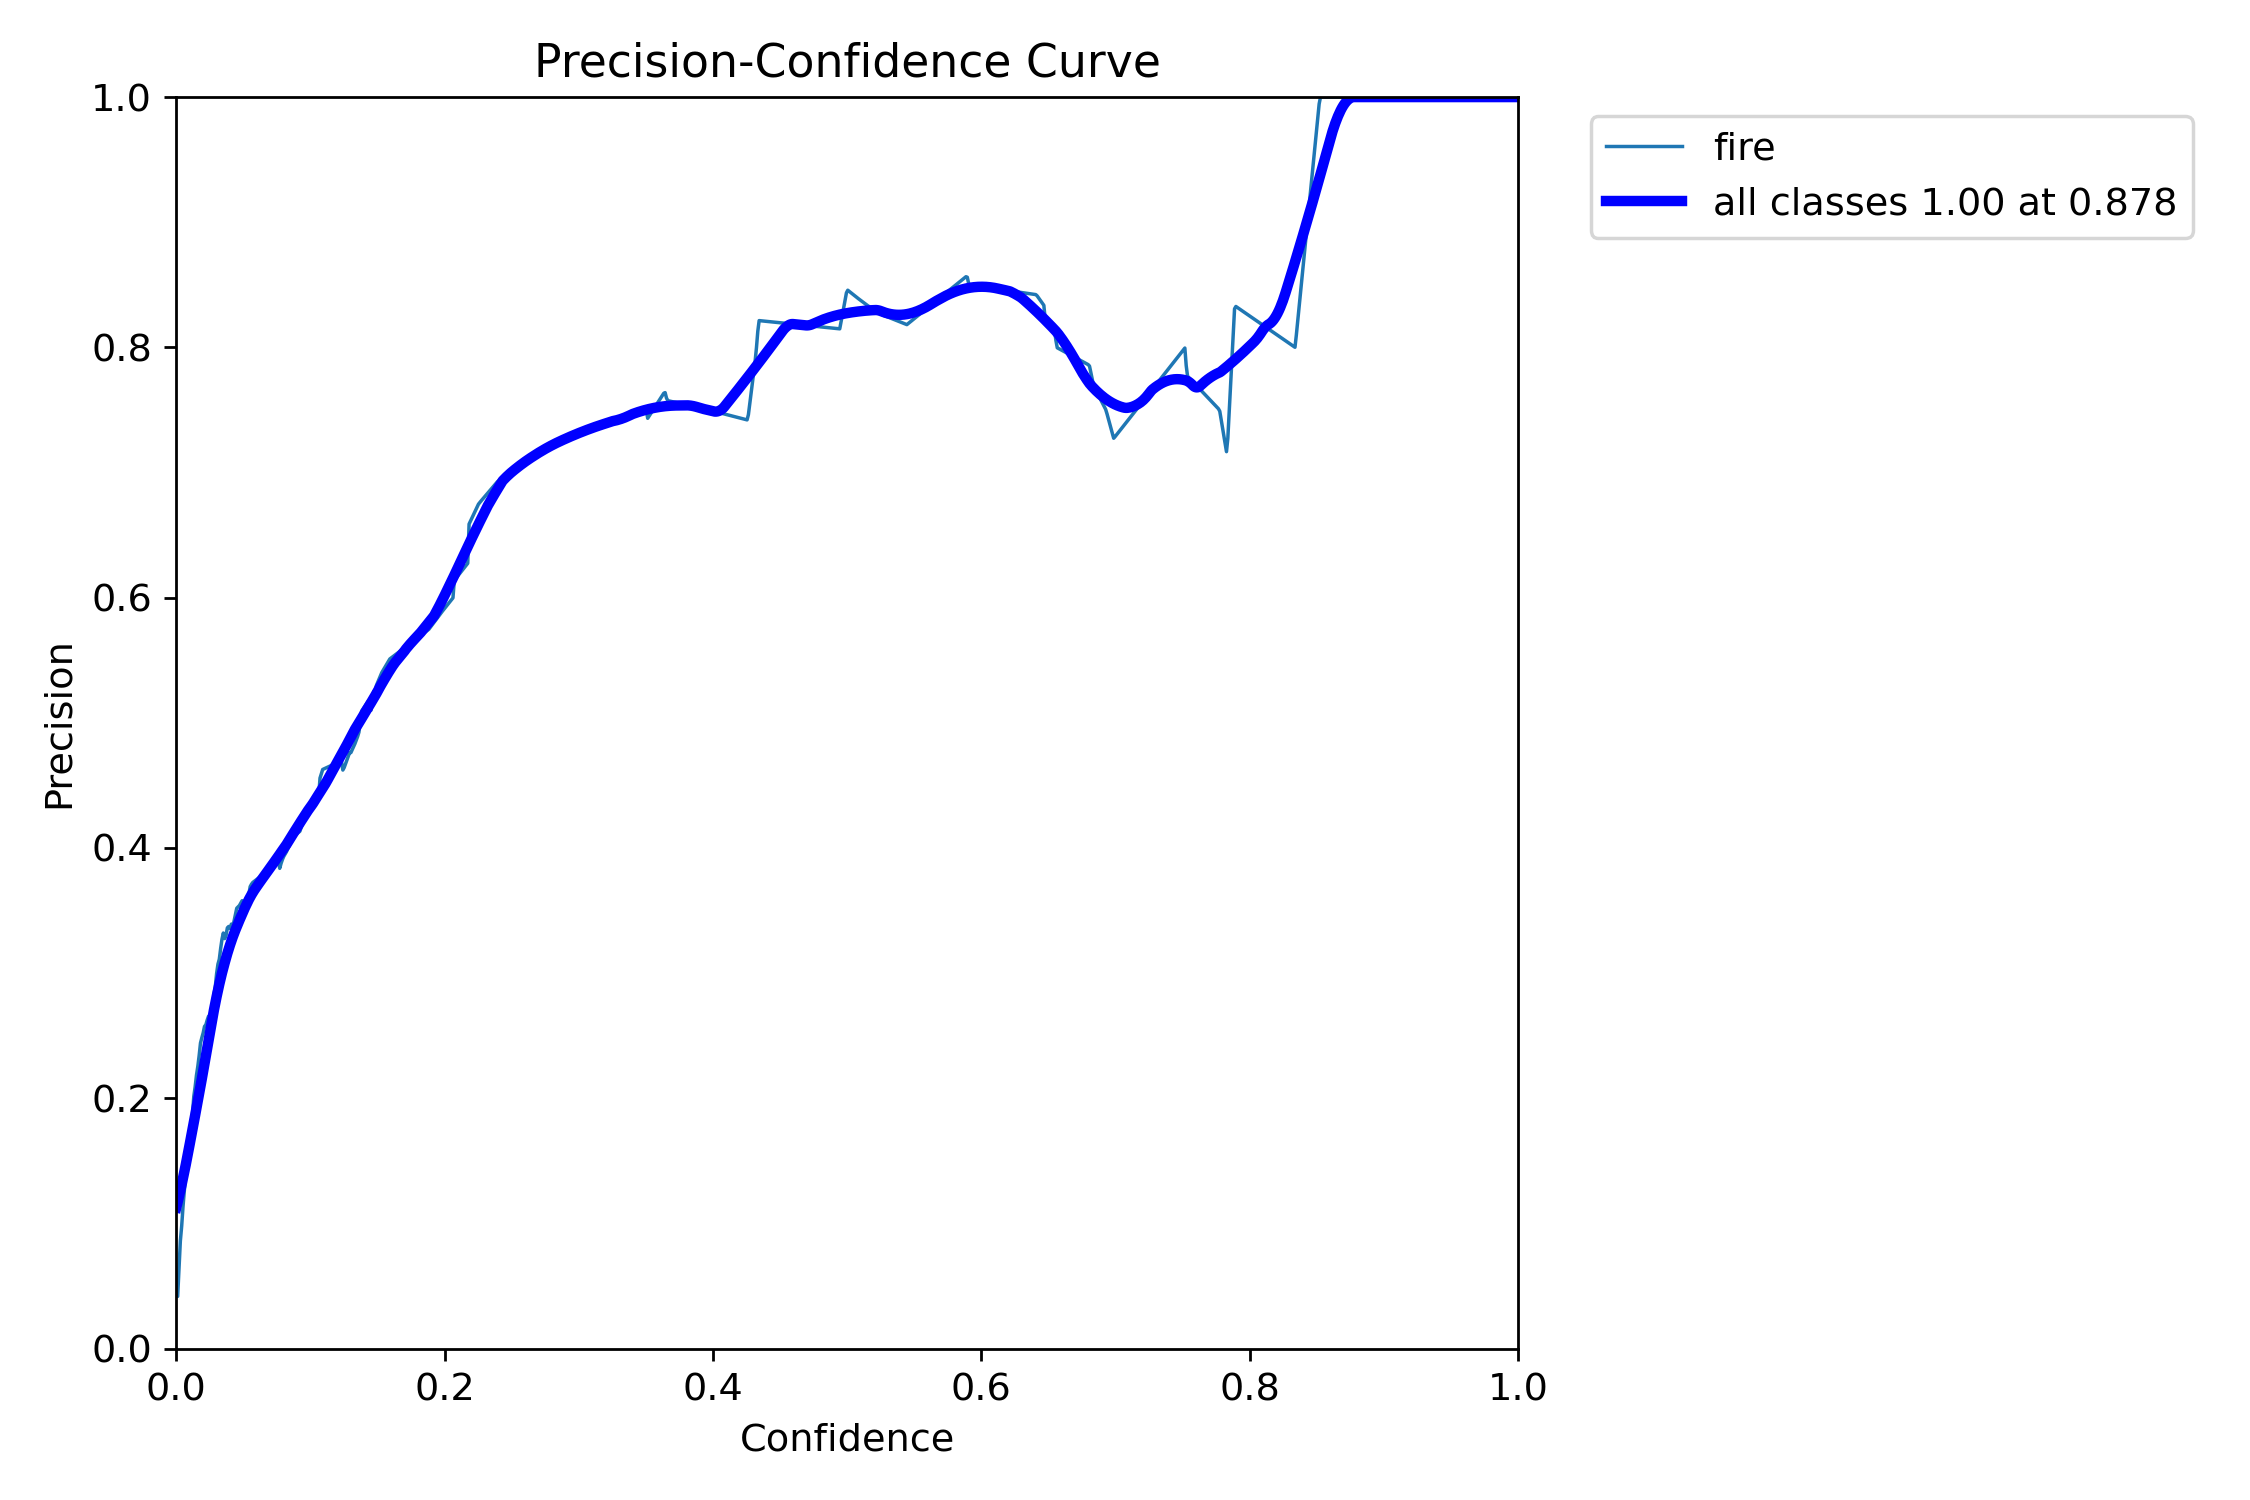 Precision-Confidence Curve
fire
all classes 1.00 at 0.878
1.0
0.8
0.6
0.4
0.2
0.0
Precision
0.0 0.2 0.4 0.6 0.8 1.0
Confidence